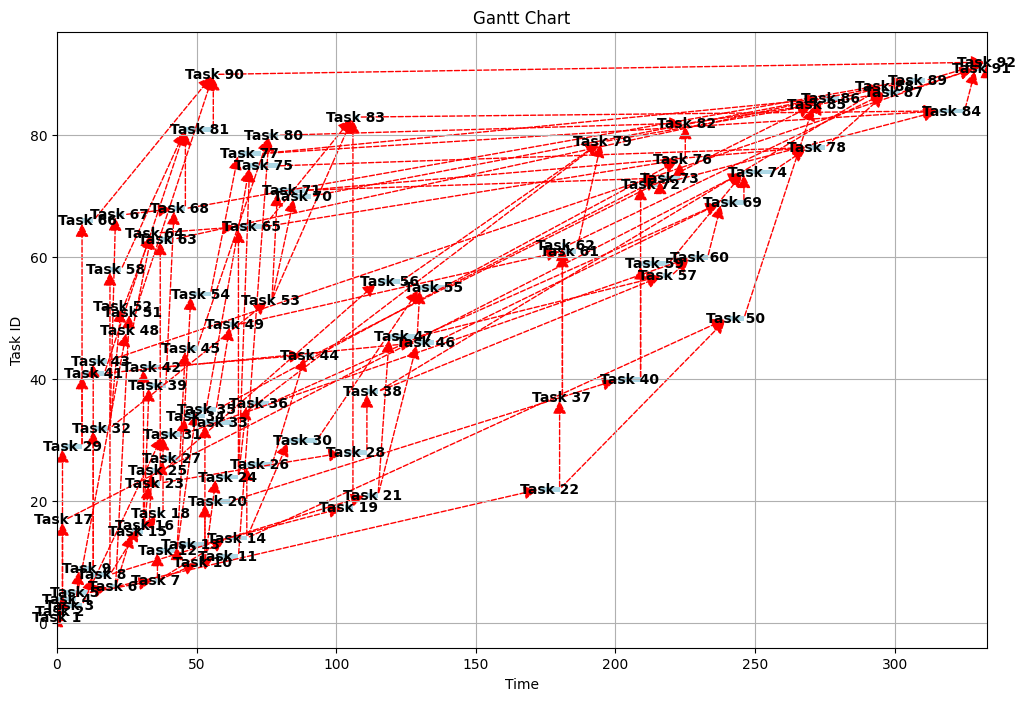 Gantt Chart
Task 92
Task 91
Task 90
Task 89
Task 88
Task 87
Task 86
Task 85
Task 84
Task 83
Task 82
Task 81
Task 80
Task 79
Task 78
Task 77
Task 76
Task 75
Task 74
Task 73
Task 72
Task 71
Task 70
Task 69
Task 68
Task 67
Task 66
Task 65
Task 64
Task 63
Task 62
Task 61
Task 60
Task 59
Task 58
Task 57
Task 56
Task 55
Task 54
Task 53
Task 52
Task 51
Task 50
Task 49
Task 48
Task 47
Task 46
Task 45
Task 44
Task 43
Task 42
Task 41
Task 40
Task 39
Task 38
Task 37
Task 36
Task 35
Task 34
Task 33
Task 32
Task 31
Task 30
Task 29
Task 28
Task 27
Task 26
Task 25
Task 24
Task 23
Task 22
Task 21
Task 20
Task 19
Task 18
Task 17
Task 16
Task 15
Task 14
Task 13
Task 12
Task 11
Task 10
Task 9
Task 8
Task 7
Task 6
Task 5
Task 4
Task 3
Task 2
Task 1
80
60
40
20
0
Task ID
0 50 100 150 200 250 300
Time